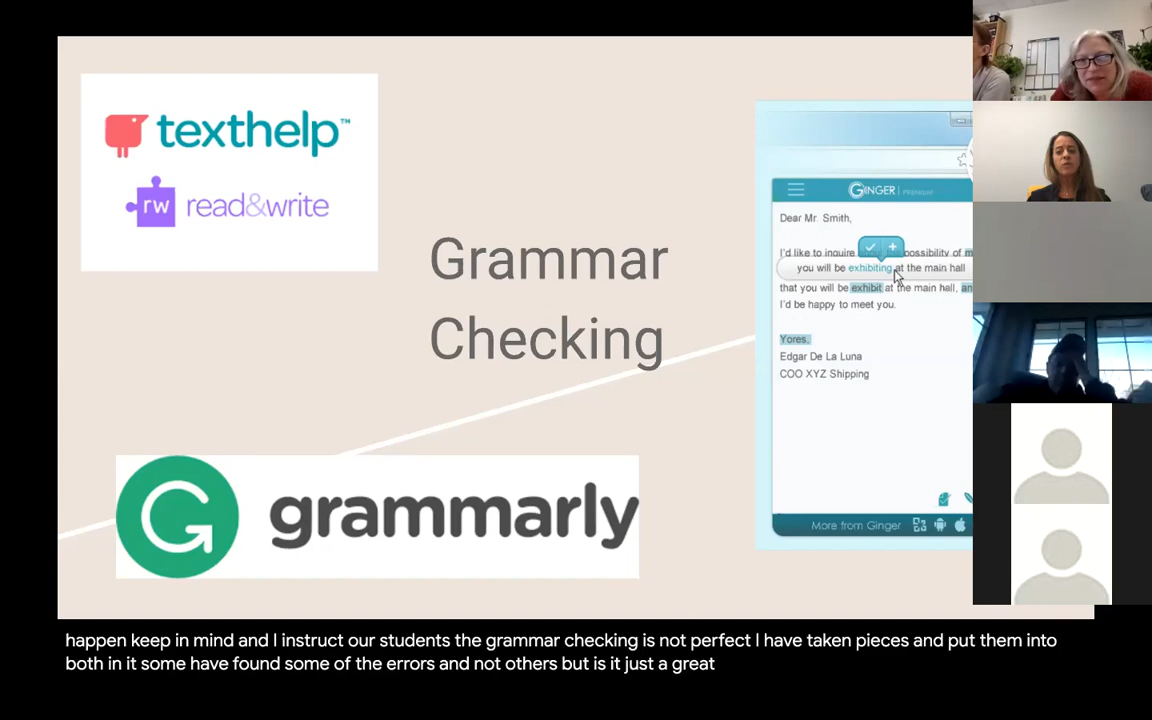 texthelp™
rw read&write
Grammar
Checking
grammarly
GINGER | PREMIUM
Dear Mr. Smith,
I'd like to inquire possibility of
you will be exhibiting at the main hall
that you will be exhibit at the main hall,
I'd be happy to meet you.
Yores,
Edgar De La Luna
COO XYZ Shipping
More from Ginger
happen keep in mind and I instruct our students the grammar checking is not perfect I have taken pieces and put them into
both in it some have found some of the errors and not others but is it just a great